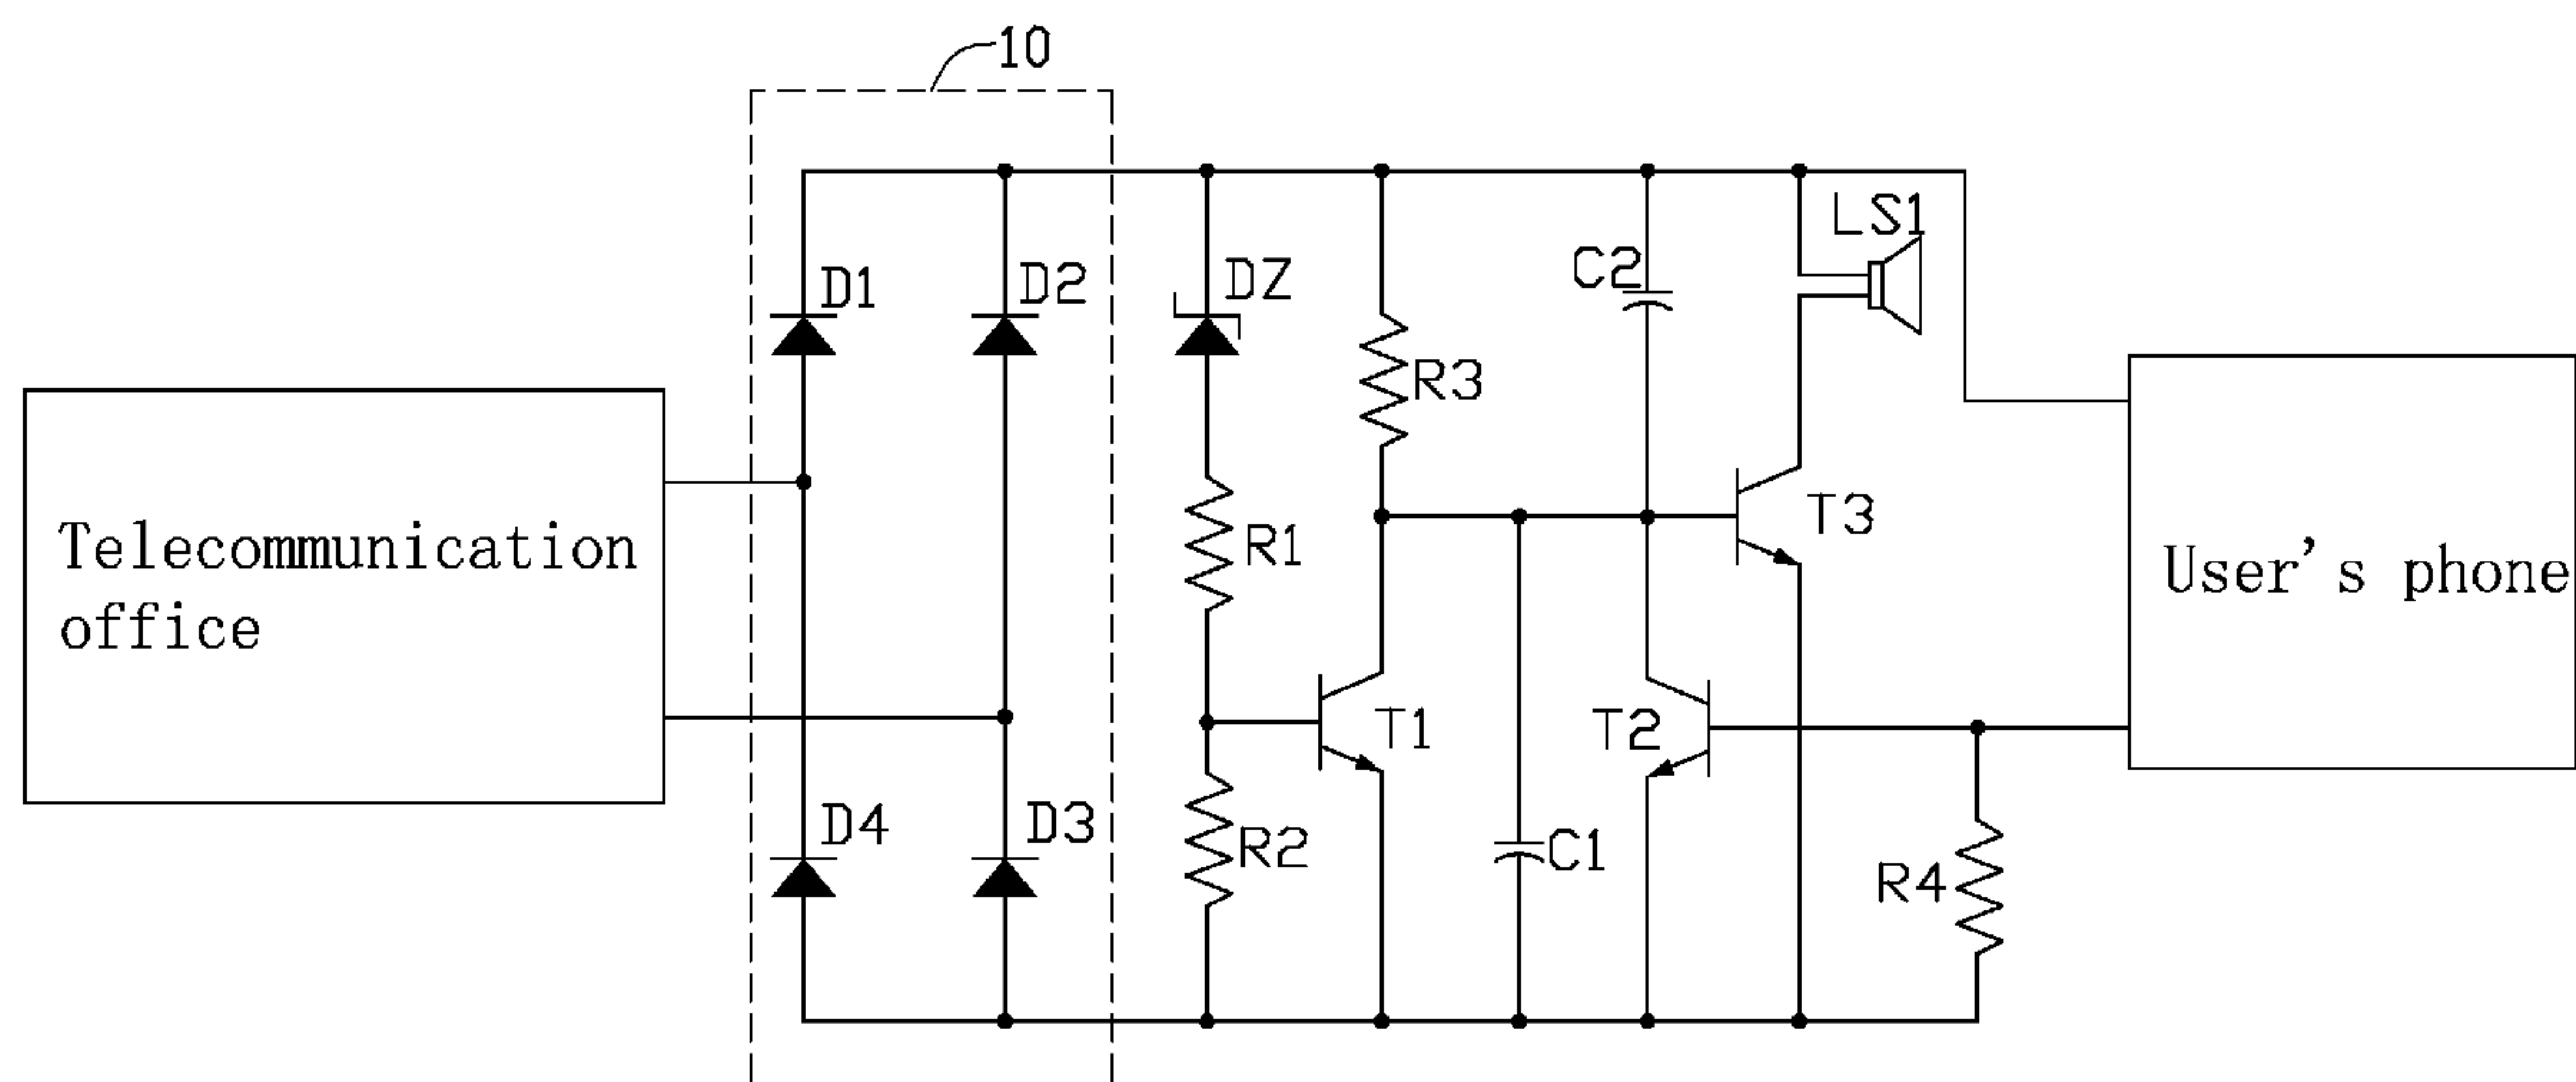 10
LS1
D1
D2
DZ
C2
R3
Telecommunication
office
R1
T3
User's phone
T1
T2
D4
D3
R2
C1
R4